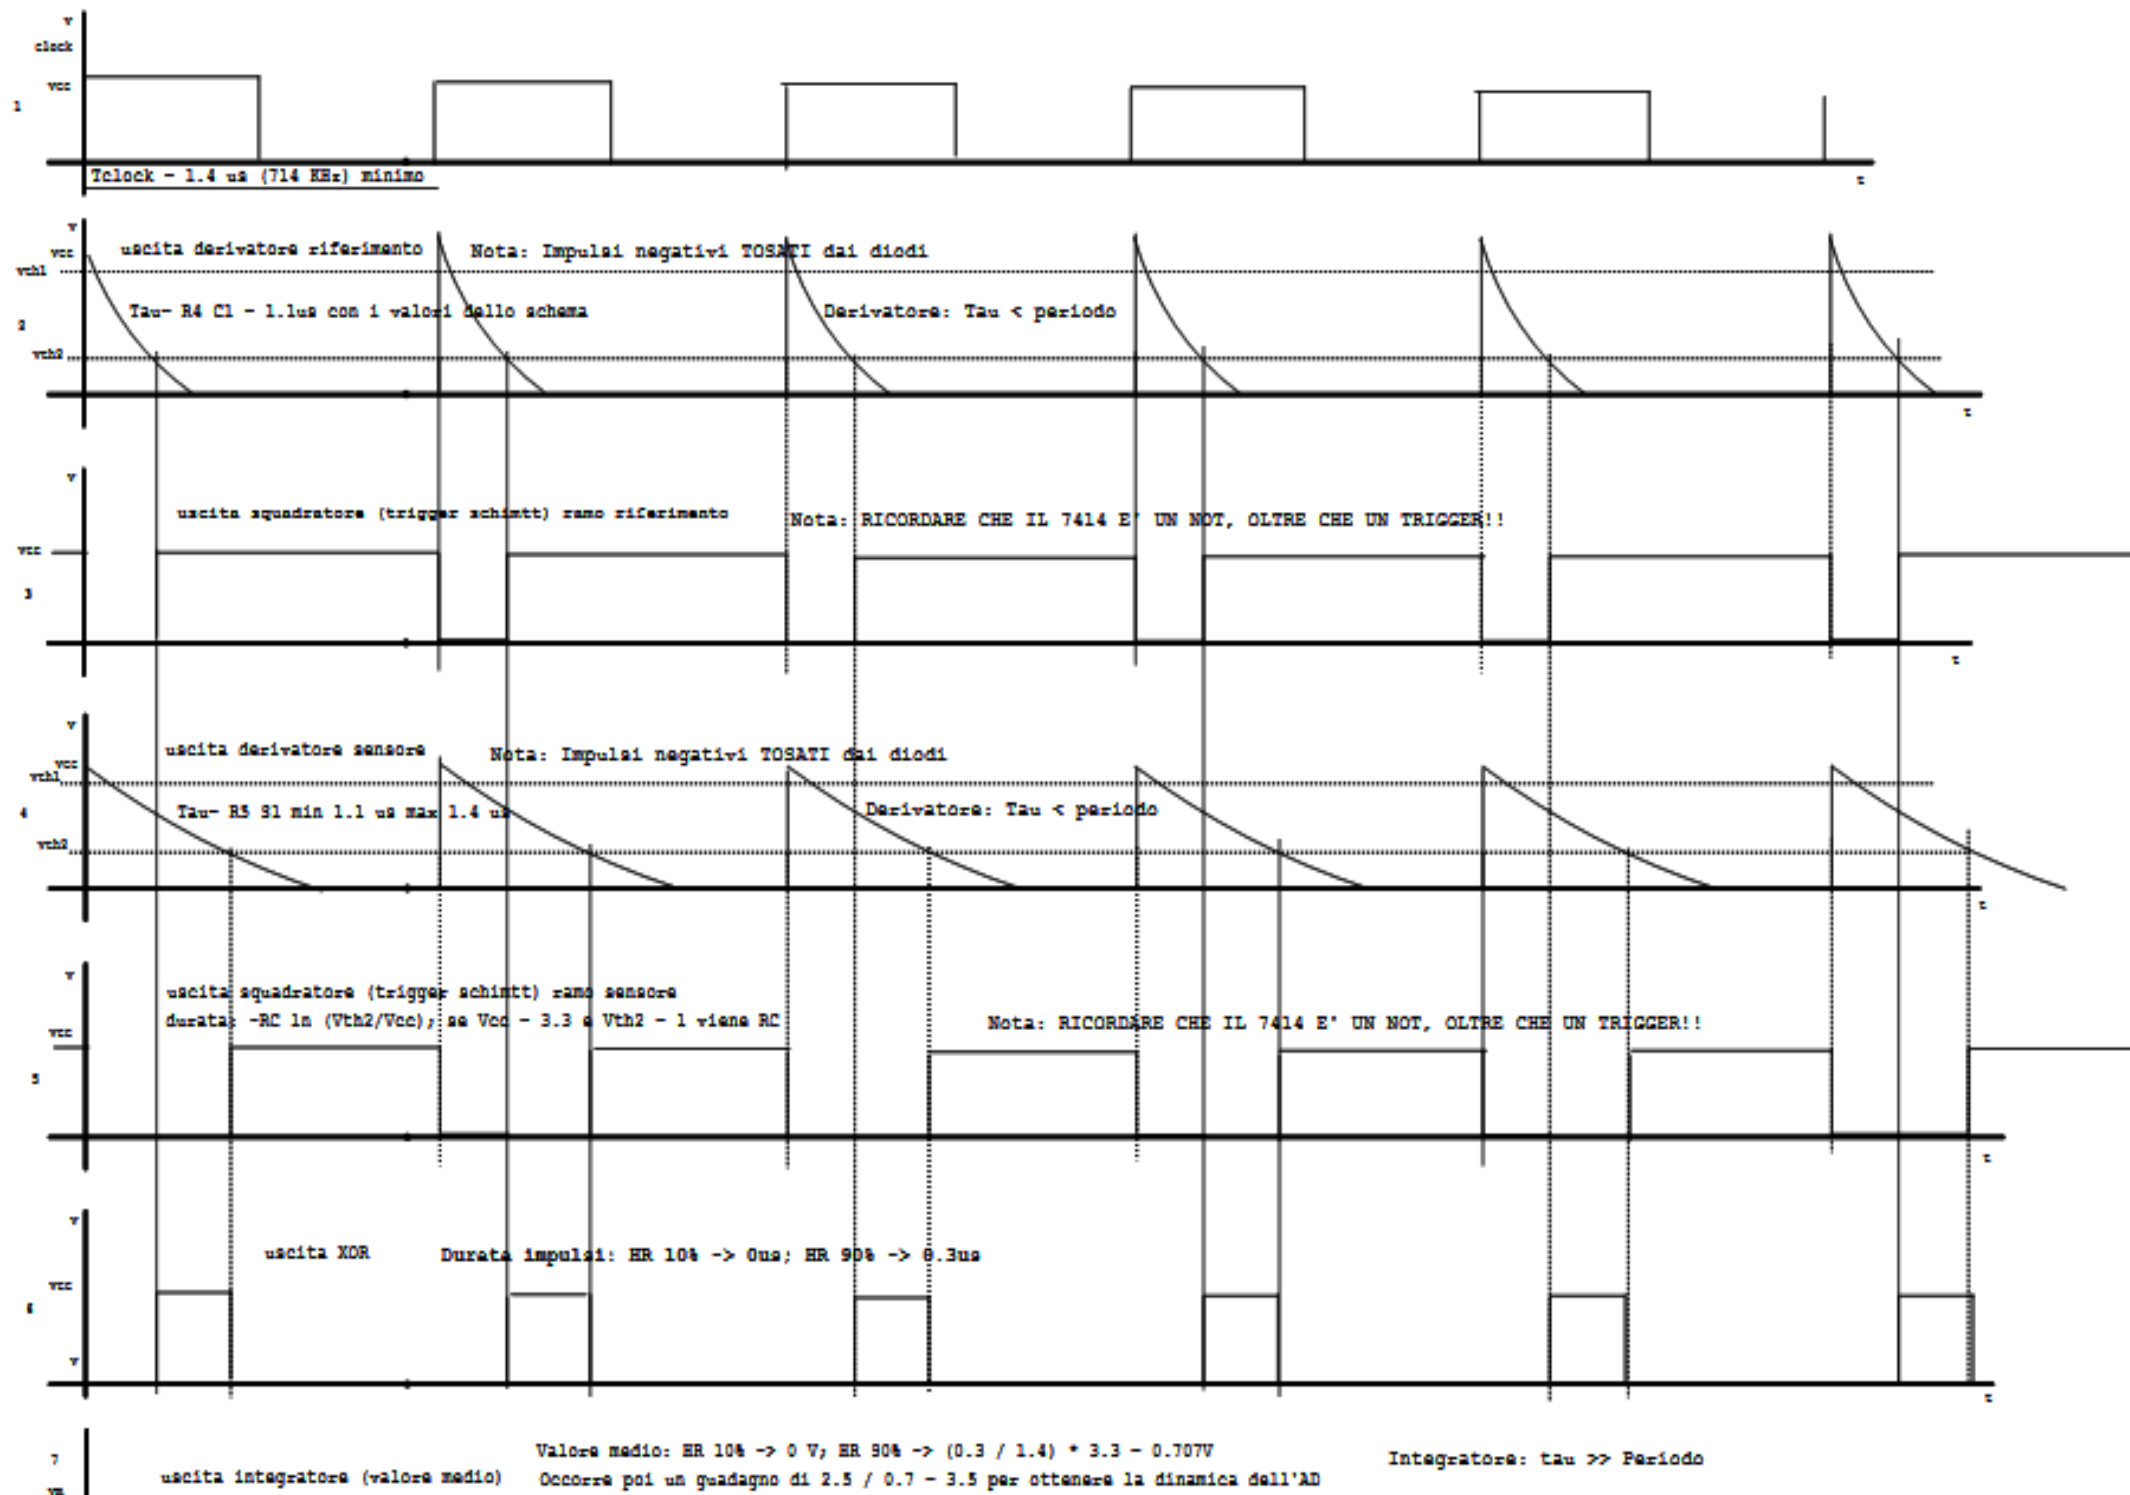 v
clock
vcc
1
Tclock - 1.4 us (714 KHz) minimo
t
v
vcc
uscita derivatore riferimento
Nota: Impulsi negativi TOSATI dai diodi
vth1
Tau- R4 C1 - 1.1us con i valori dello schema
Derivatore: Tau < periodo
2
vth2
t
v
uscita squadratore (trigger schimtt) ramo riferimento
Nota: RICORDARE CHE IL 7414 E' UN NOT, OLTRE CHE UN TRIGGER!!
vcc
3
t
v
uscita derivatore sensore
Nota: Impulsi negativi TOSATI dai diodi
vcc
vth1
Tau- R5 S1 min 1.1 us max 1.4 us
Derivatore: Tau < periodo
4
vth2
t
v
uscita squadratore (trigger schimtt) ramo sensore
durata: -RC ln (Vth2/Vcc); se Vcc - 3.3 e Vth2 - 1 viene RC
Nota: RICORDARE CHE IL 7414 E' UN NOT, OLTRE CHE UN TRIGGER!!
vcc
5
t
v
uscita XOR
Durata impulsi: HR 10% -> 0us; HR 90% -> 0.3us
vcc
6
v
t
7
Valore medio: HR 10% -> 0 V; HR 90% -> (0.3 / 1.4) * 3.3 - 0.707V
Integratore: tau >> Periodo
uscita integratore (valore medio)
Occorre poi un guadagno di 2.5 / 0.7 - 3.5 per ottenere la dinamica dell'AD